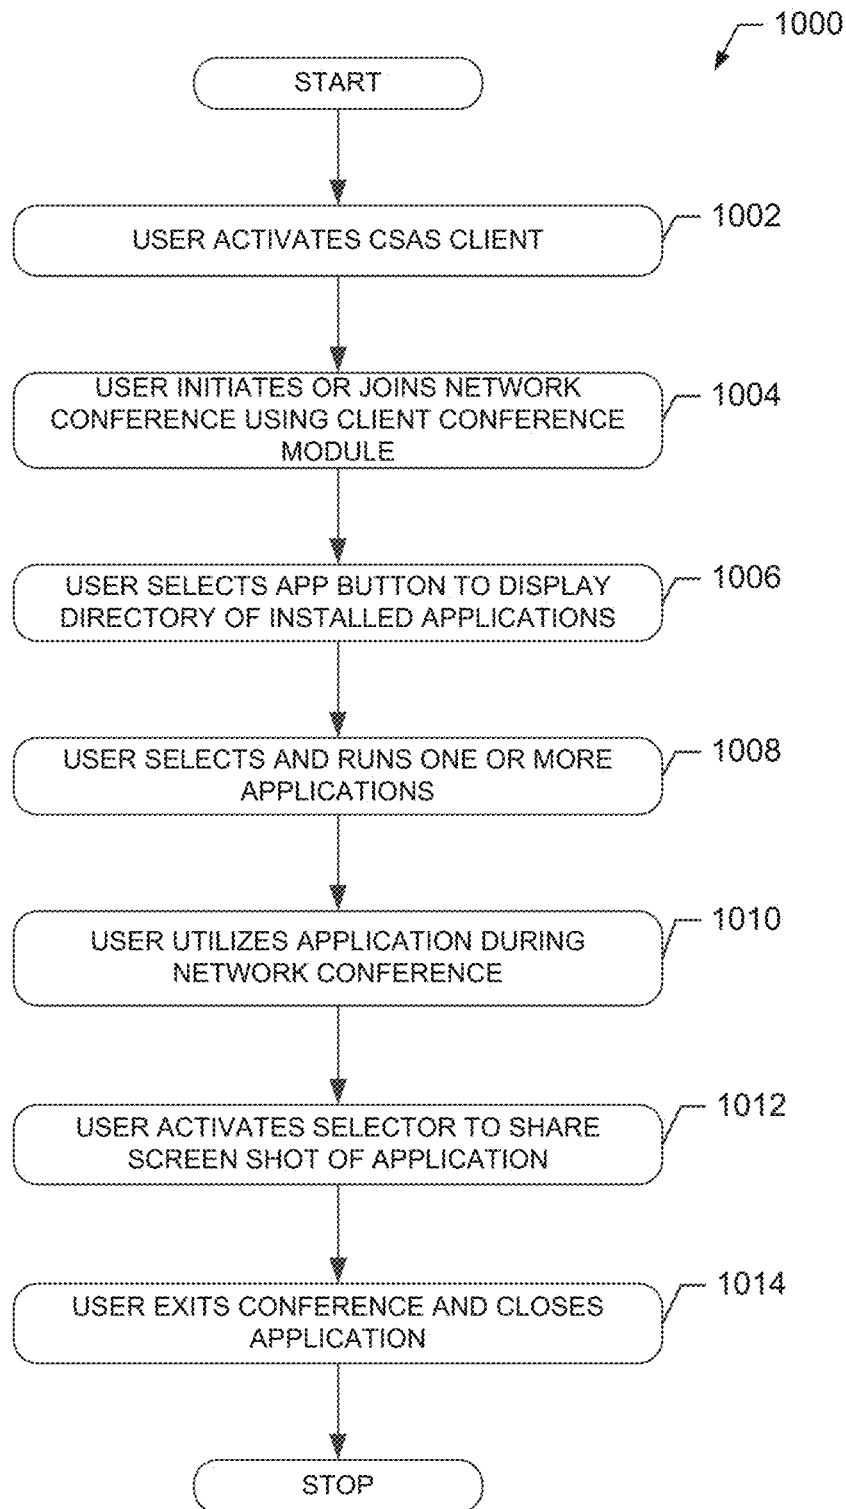 1000
START
USER ACTIVATES CSAS CLIENT
1002
USER INITIATES OR JOINS NETWORK
CONFERENCE USING CLIENT CONFERENCE
MODULE
1004
USER SELECTS APP BUTTON TO DISPLAY
DIRECTORY OF INSTALLED APPLICATIONS
1006
USER SELECTS AND RUNS ONE OR MORE
APPLICATIONS
1008
USER UTILIZES APPLICATION DURING
NETWORK CONFERENCE
1010
USER ACTIVATES SELECTOR TO SHARE
SCREEN SHOT OF APPLICATION
1012
USER EXITS CONFERENCE AND CLOSES
APPLICATION
1014
STOP